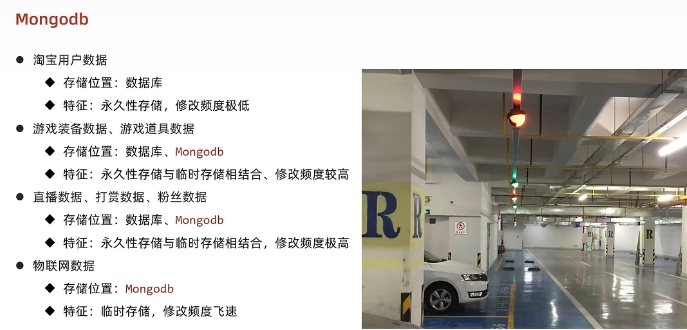 Mongodb
● 淘宝用户数据
◆ 存储位置：数据库
◆ 特征：永久性存储，修改频度极低
● 游戏装备数据、游戏道具数据
◆ 存储位置：数据库、Mongodb
◆ 特征：永久性存储与临时存储相结合、修改频度较高
● 直播数据、打赏数据、粉丝数据
◆ 存储位置：数据库、Mongodb
◆ 特征：永久性存储与临时存储相结合，修改频度极高
● 物联网数据
◆ 存储位置：Mongodb
◆ 特征：临时存储，修改频度飞速
R
R
R
R